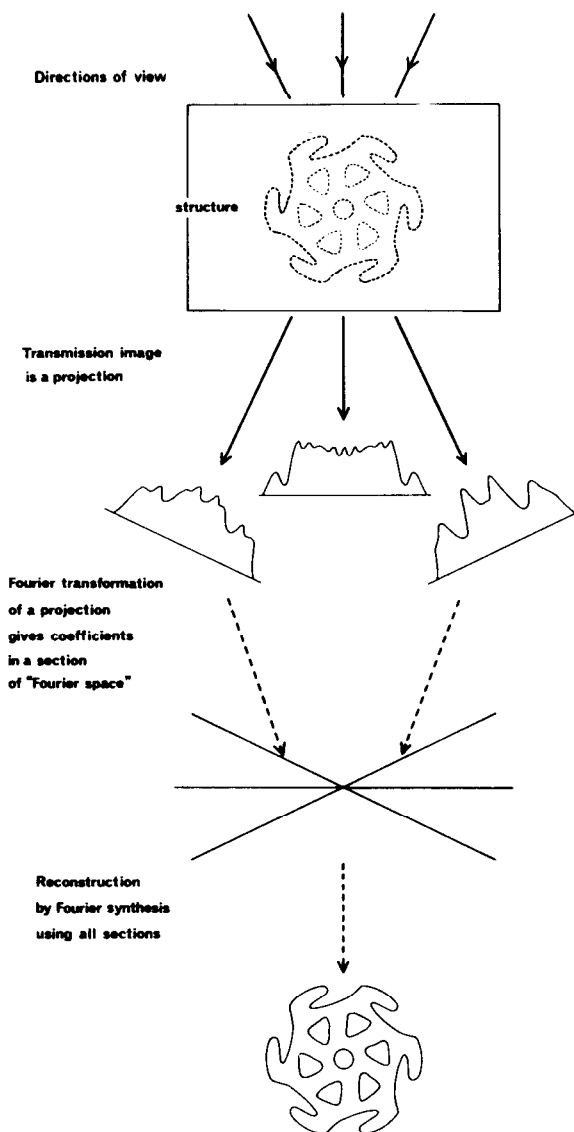 Directions of view
structure
Transmission image
is a projection
Fourier transformation
of a projection
gives coefficients
in a section
of "Fourier space"
Reconstruction
by Fourier synthesis
using all sections